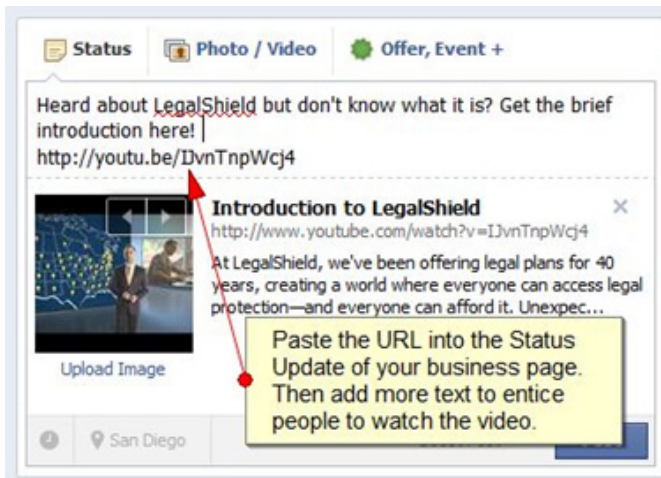 Status Photo / Video Offer, Event +
Heard about LegalShield but don't know what it is? Get the brief
introduction here!
http://youtu.be/IJvnTnpWcj4
Introduction to LegalShield
http://www.youtube.com/watch?v=IJvnTnpWcj4
At LegalShield, we've been offering legal plans for 40
years, creating a world where everyone can access legal
protection—and everyone can afford it. Unexpec...
Upload Image
Paste the URL into the Status
Update of your business page.
Then add more text to entice
people to watch the video.
San Diego